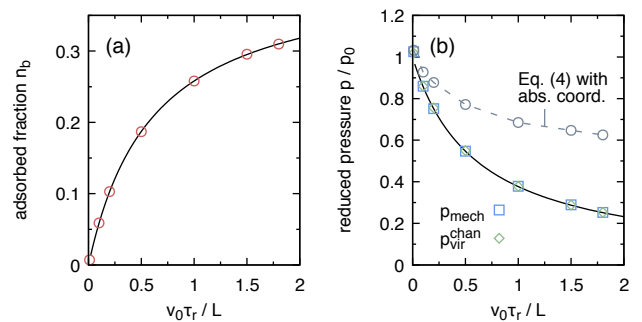 (a)
adsorbed fraction n_b
0.3
0.2
0.1
0
0
0.5
1
1.5
2
v₀τ_r / L
(b)
reduced pressure p / p₀
1.2
1
0.8
0.6
0.4
0.2
0
Eq. (4) with
abs. coord.
p_mech
p_vir^chan
0
0.5
1
1.5
2
v₀τ_r / L